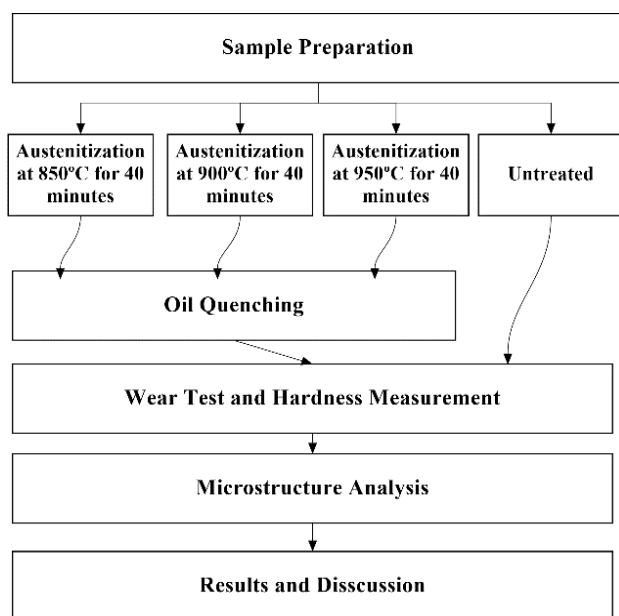 Sample Preparation
Austenitization
at 850ºC for 40
minutes
Austenitization
at 900ºC for 40
minutes
Austenitization
at 950ºC for 40
minutes
Untreated
Oil Quenching
Wear Test and Hardness Measurement
Microstructure Analysis
Results and Disscussion